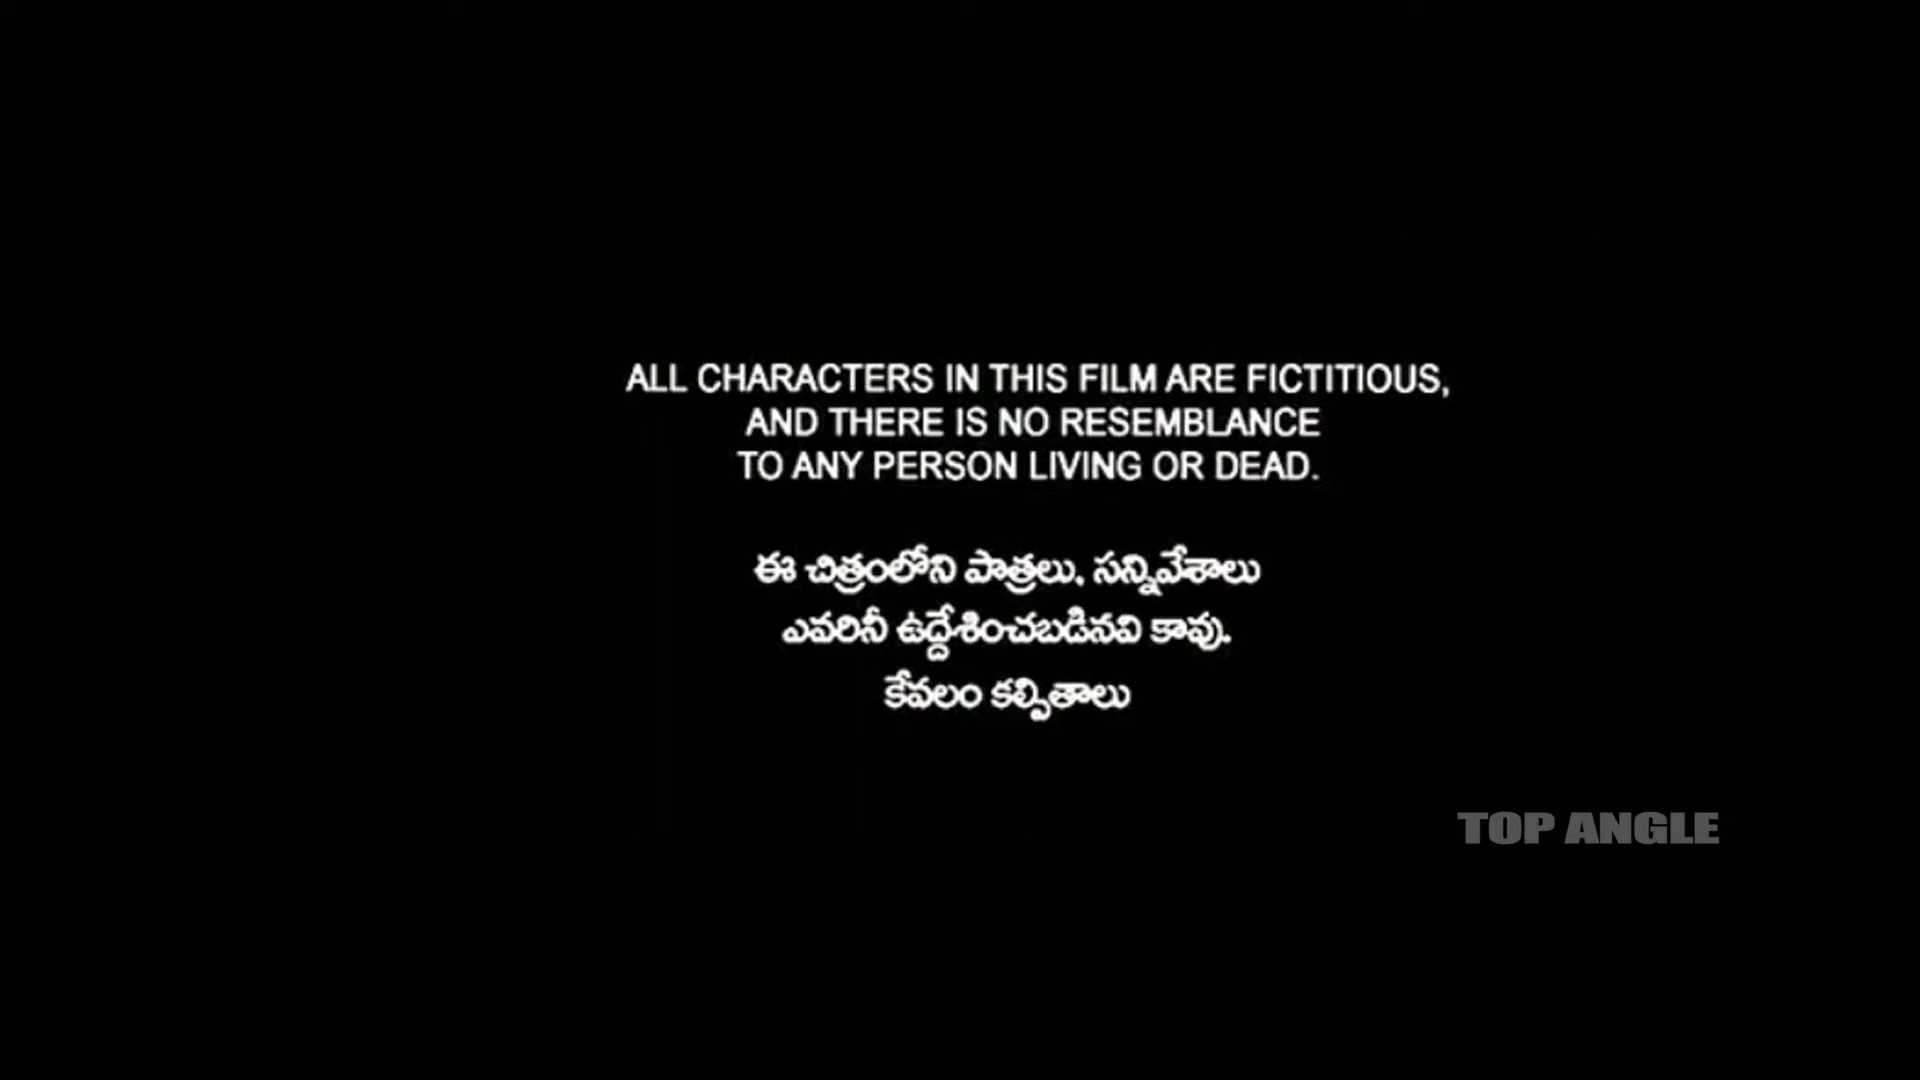 ALL CHARACTERS IN THIS FILM ARE FICTITIOUS,
AND THERE IS NO RESEMBLANCE
TO ANY PERSON LIVING OR DEAD.
ఈ చిత్రంలోని పాత్రలు, సన్నివేశాలు
ఎవరినీ ఉద్దేశించబడినవి కావు.
కేవలం కల్పితాలు
TOP ANGLE